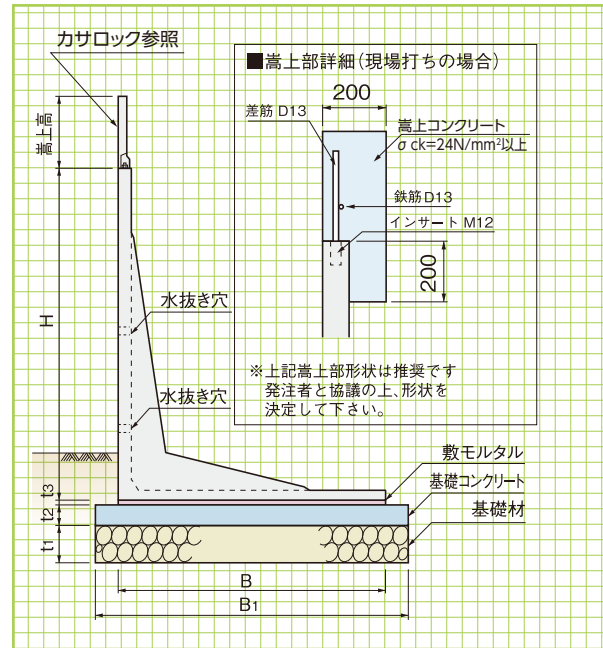 カサロック参照
嵩上高
H
水抜き穴
水抜き穴
t3
t2
t1
B
B1
敷モルタル
基礎コンクリート
基礎材
■嵩上部詳細(現場打ちの場合)
200
差筋 D13
嵩上コンクリート
σck=24N/mm²以上
鉄筋D13
インサート M12
200
※上記嵩上部形状は推奨です
発注者と協議の上、形状を
決定して下さい。